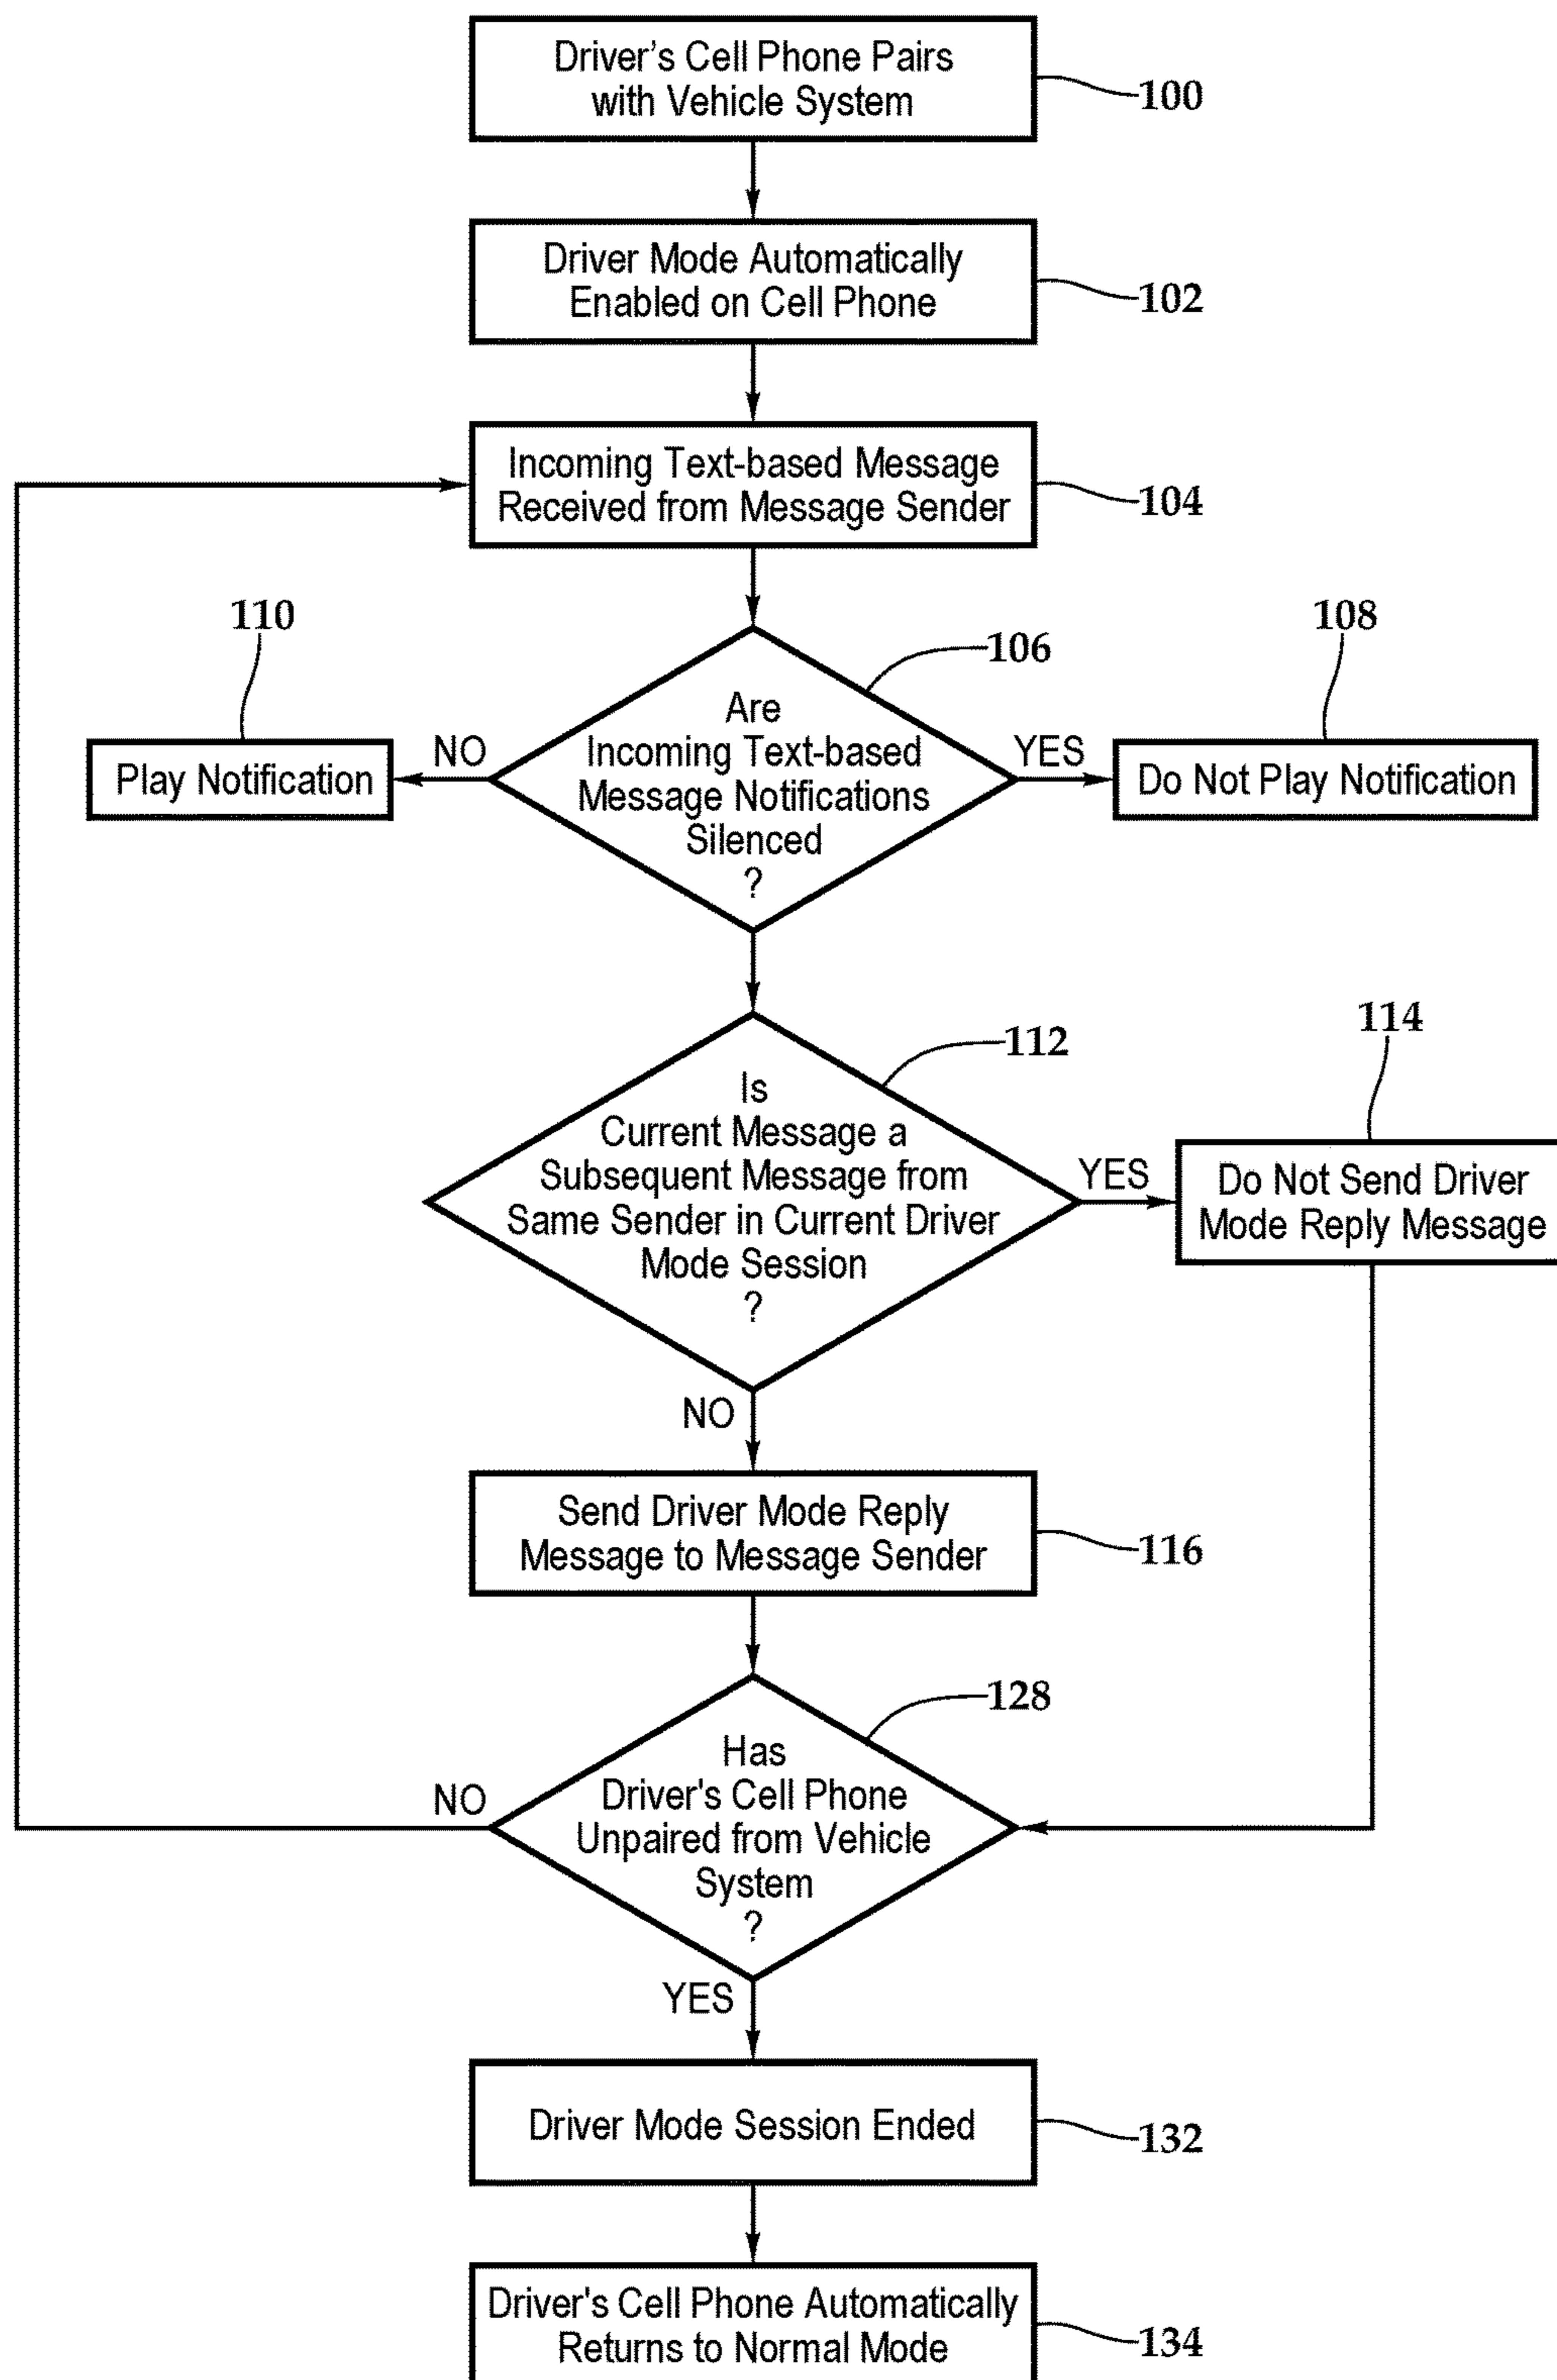 Driver’s Cell Phone Pairs
with Vehicle System
100
Driver Mode Automatically
Enabled on Cell Phone
102
Incoming Text-based Message
Received from Message Sender
104
110
106
108
Are
Incoming Text-based
Message Notifications
Silenced
?
NO
YES
Play Notification
Do Not Play Notification
112
114
Is
Current Message a
Subsequent Message from
Same Sender in Current Driver
Mode Session
?
YES
Do Not Send Driver
Mode Reply Message
NO
Send Driver Mode Reply
Message to Message Sender
116
128
Has
Driver's Cell Phone
Unpaired from Vehicle
System
?
NO
YES
Driver Mode Session Ended
132
Driver's Cell Phone Automatically
Returns to Normal Mode
134